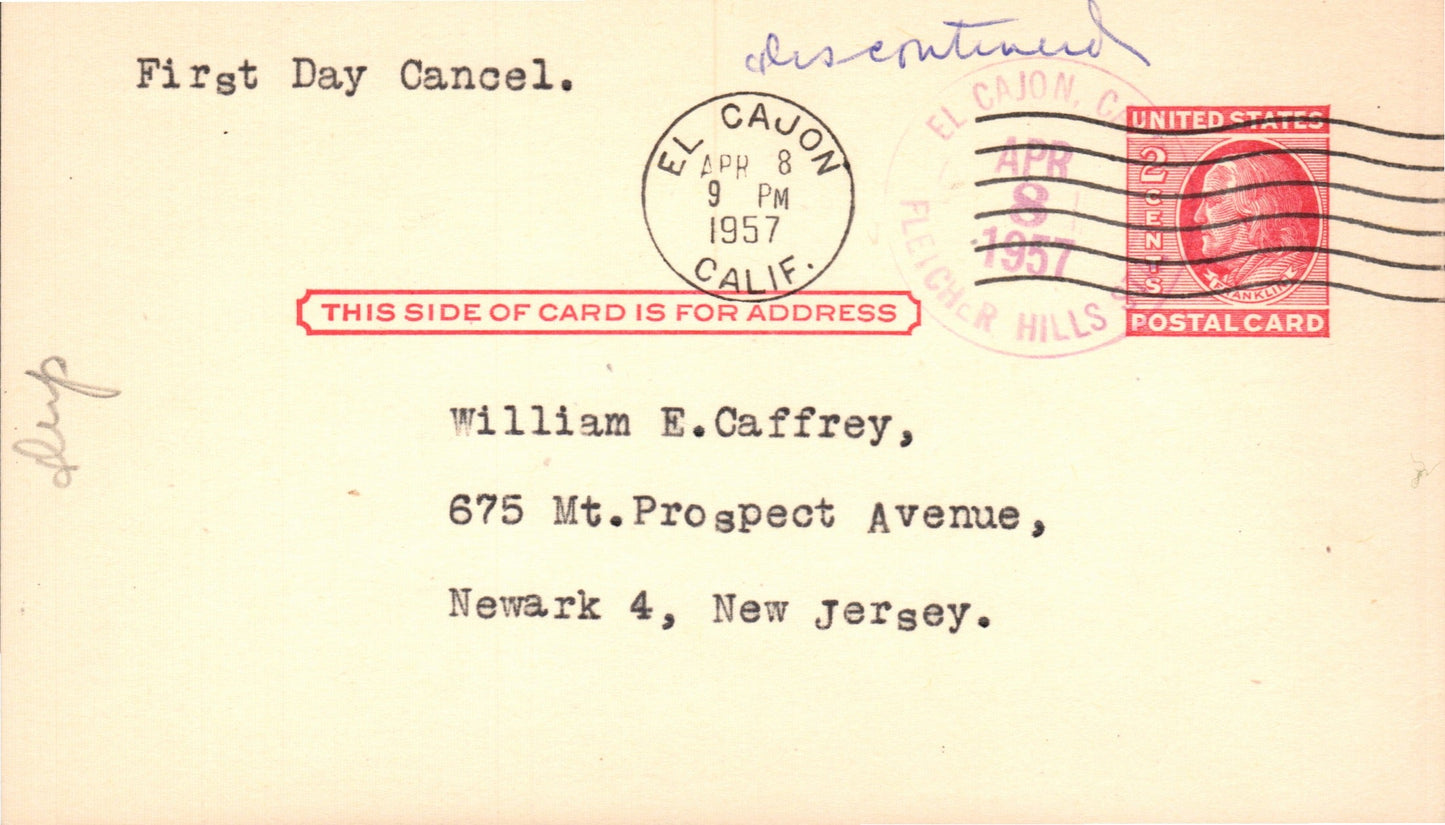 discontinued
First Day Cancel.
EL CAJON
APR 8
9 PM
1957
CALIF.
EL CAJON, CA
APR
8
1957
FLETCHER HILLS
UNITED STATES
2 CENTS
FRANKLIN
POSTAL CARD
THIS SIDE OF CARD IS FOR ADDRESS
dup
William E.Caffrey,
675 Mt.Prospect Avenue,
Newark 4, New Jersey.